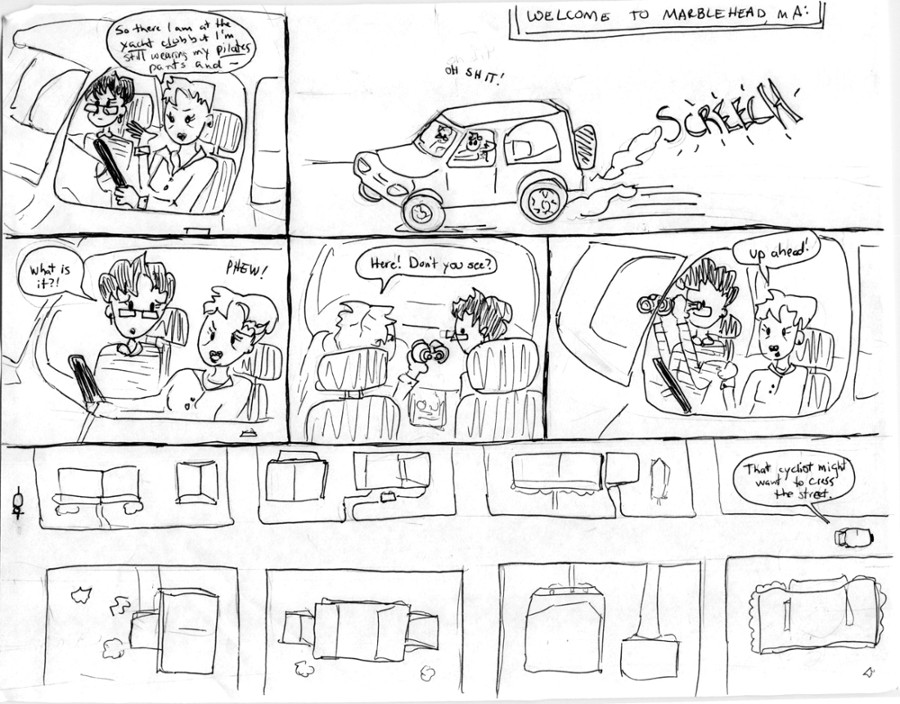 So there I am at the
yacht club but I'm
still wearing my pilates
pants and —
WELCOME TO MARBLEHEAD, MA:
OH SHIT!
SCREECH
What is
it?!
PHEW!
Here! Don't you see?
Up ahead!
That cyclist might
want to cross
the street.